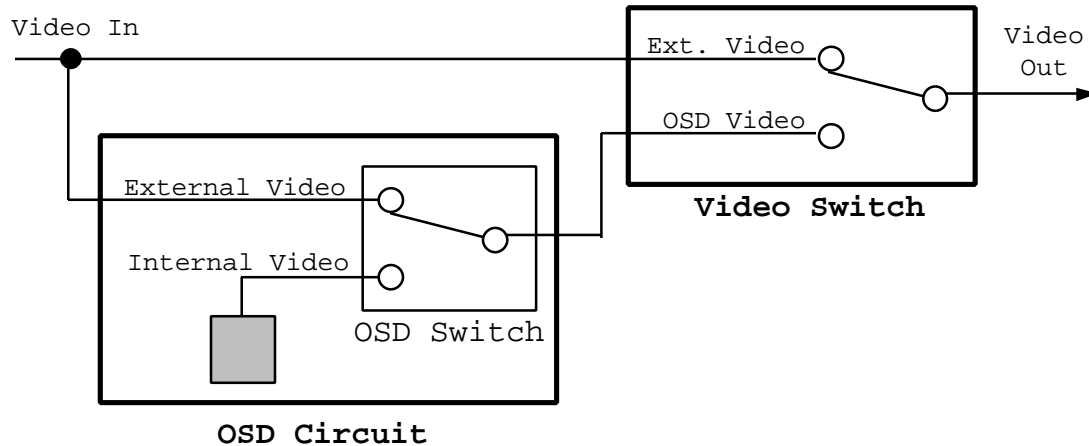 Video In
Ext. Video
Video
Out
OSD Video
Video Switch
External Video
Internal Video
OSD Switch
OSD Circuit